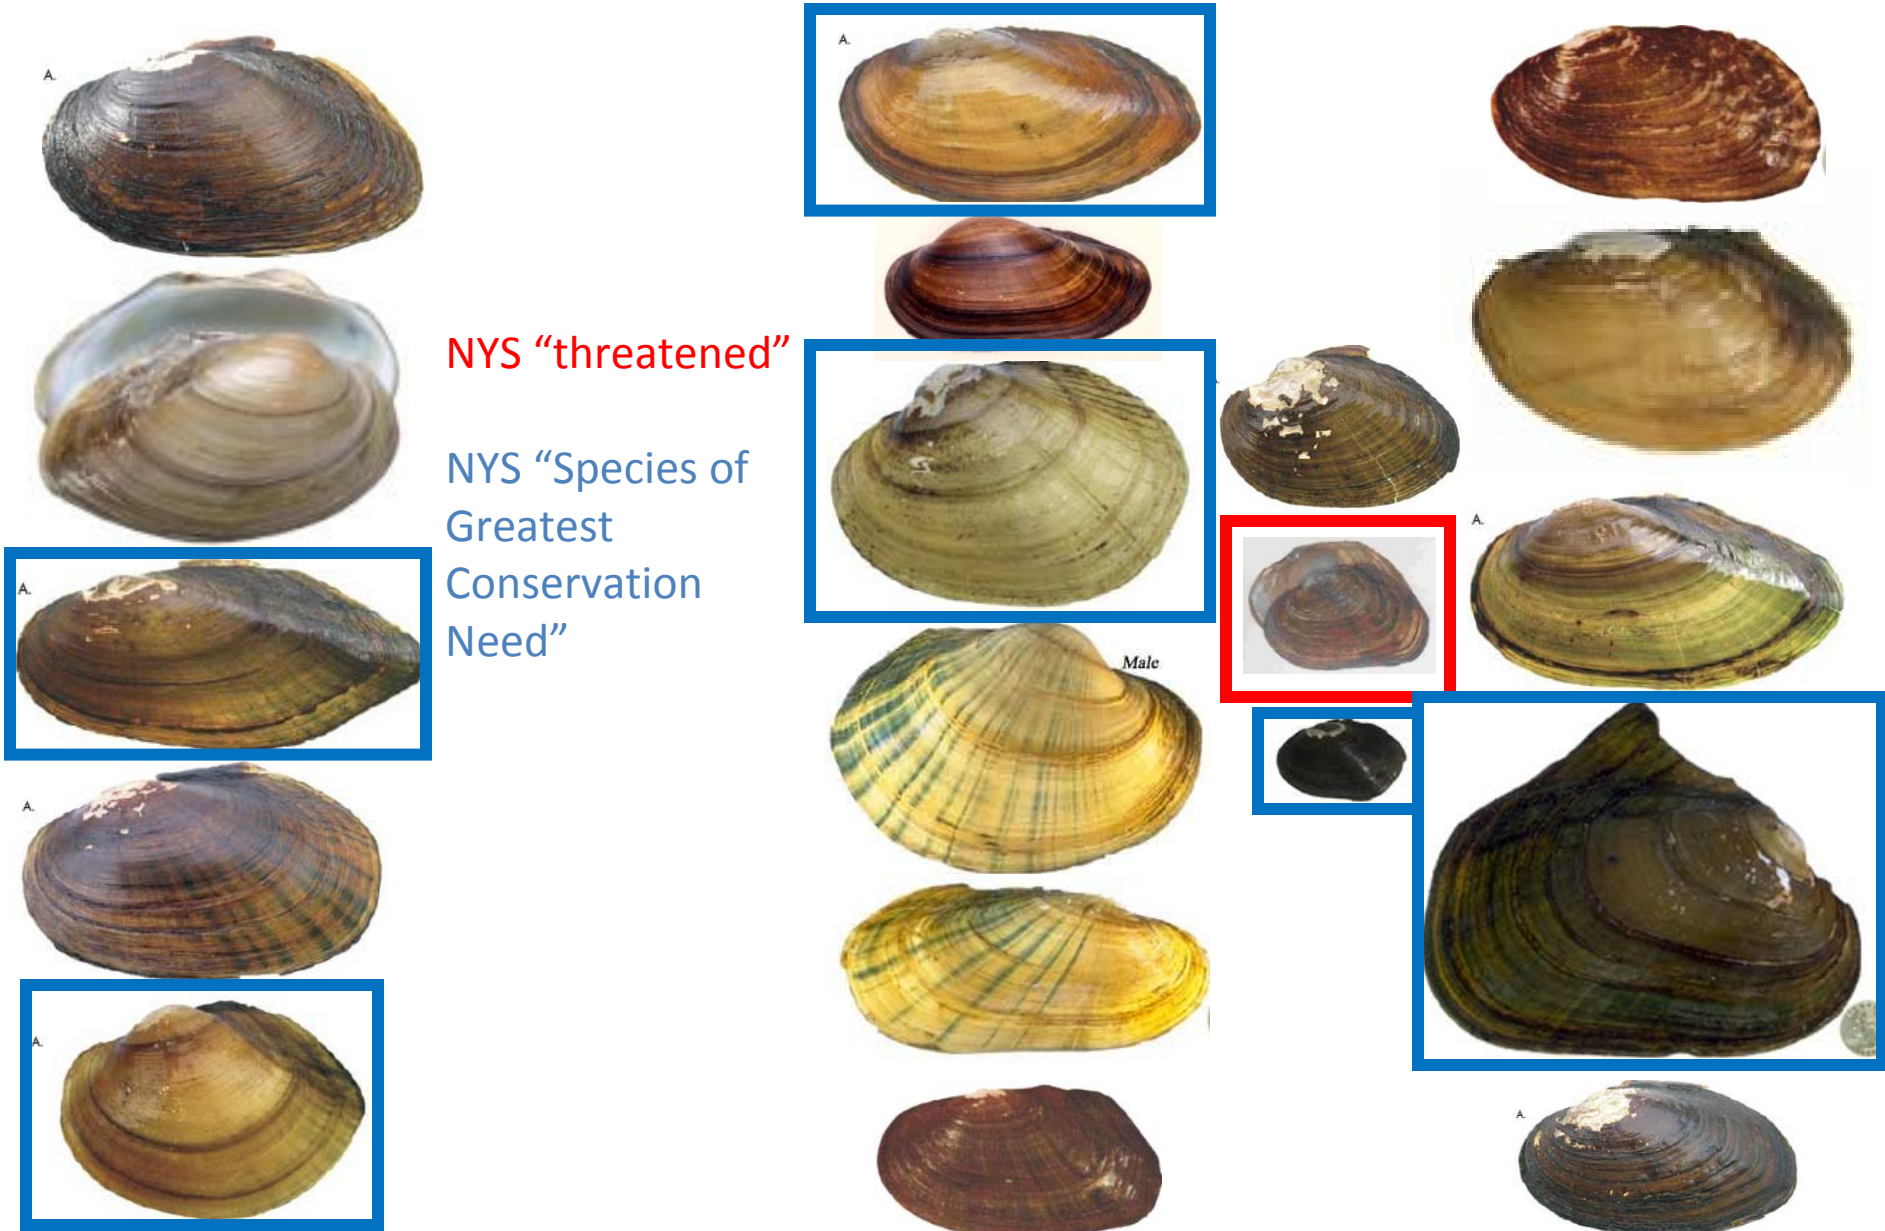 A.
A.
NYS “threatened”
NYS “Species of
Greatest
Conservation
Need”
A.
A.
Male
A.
A.
A.